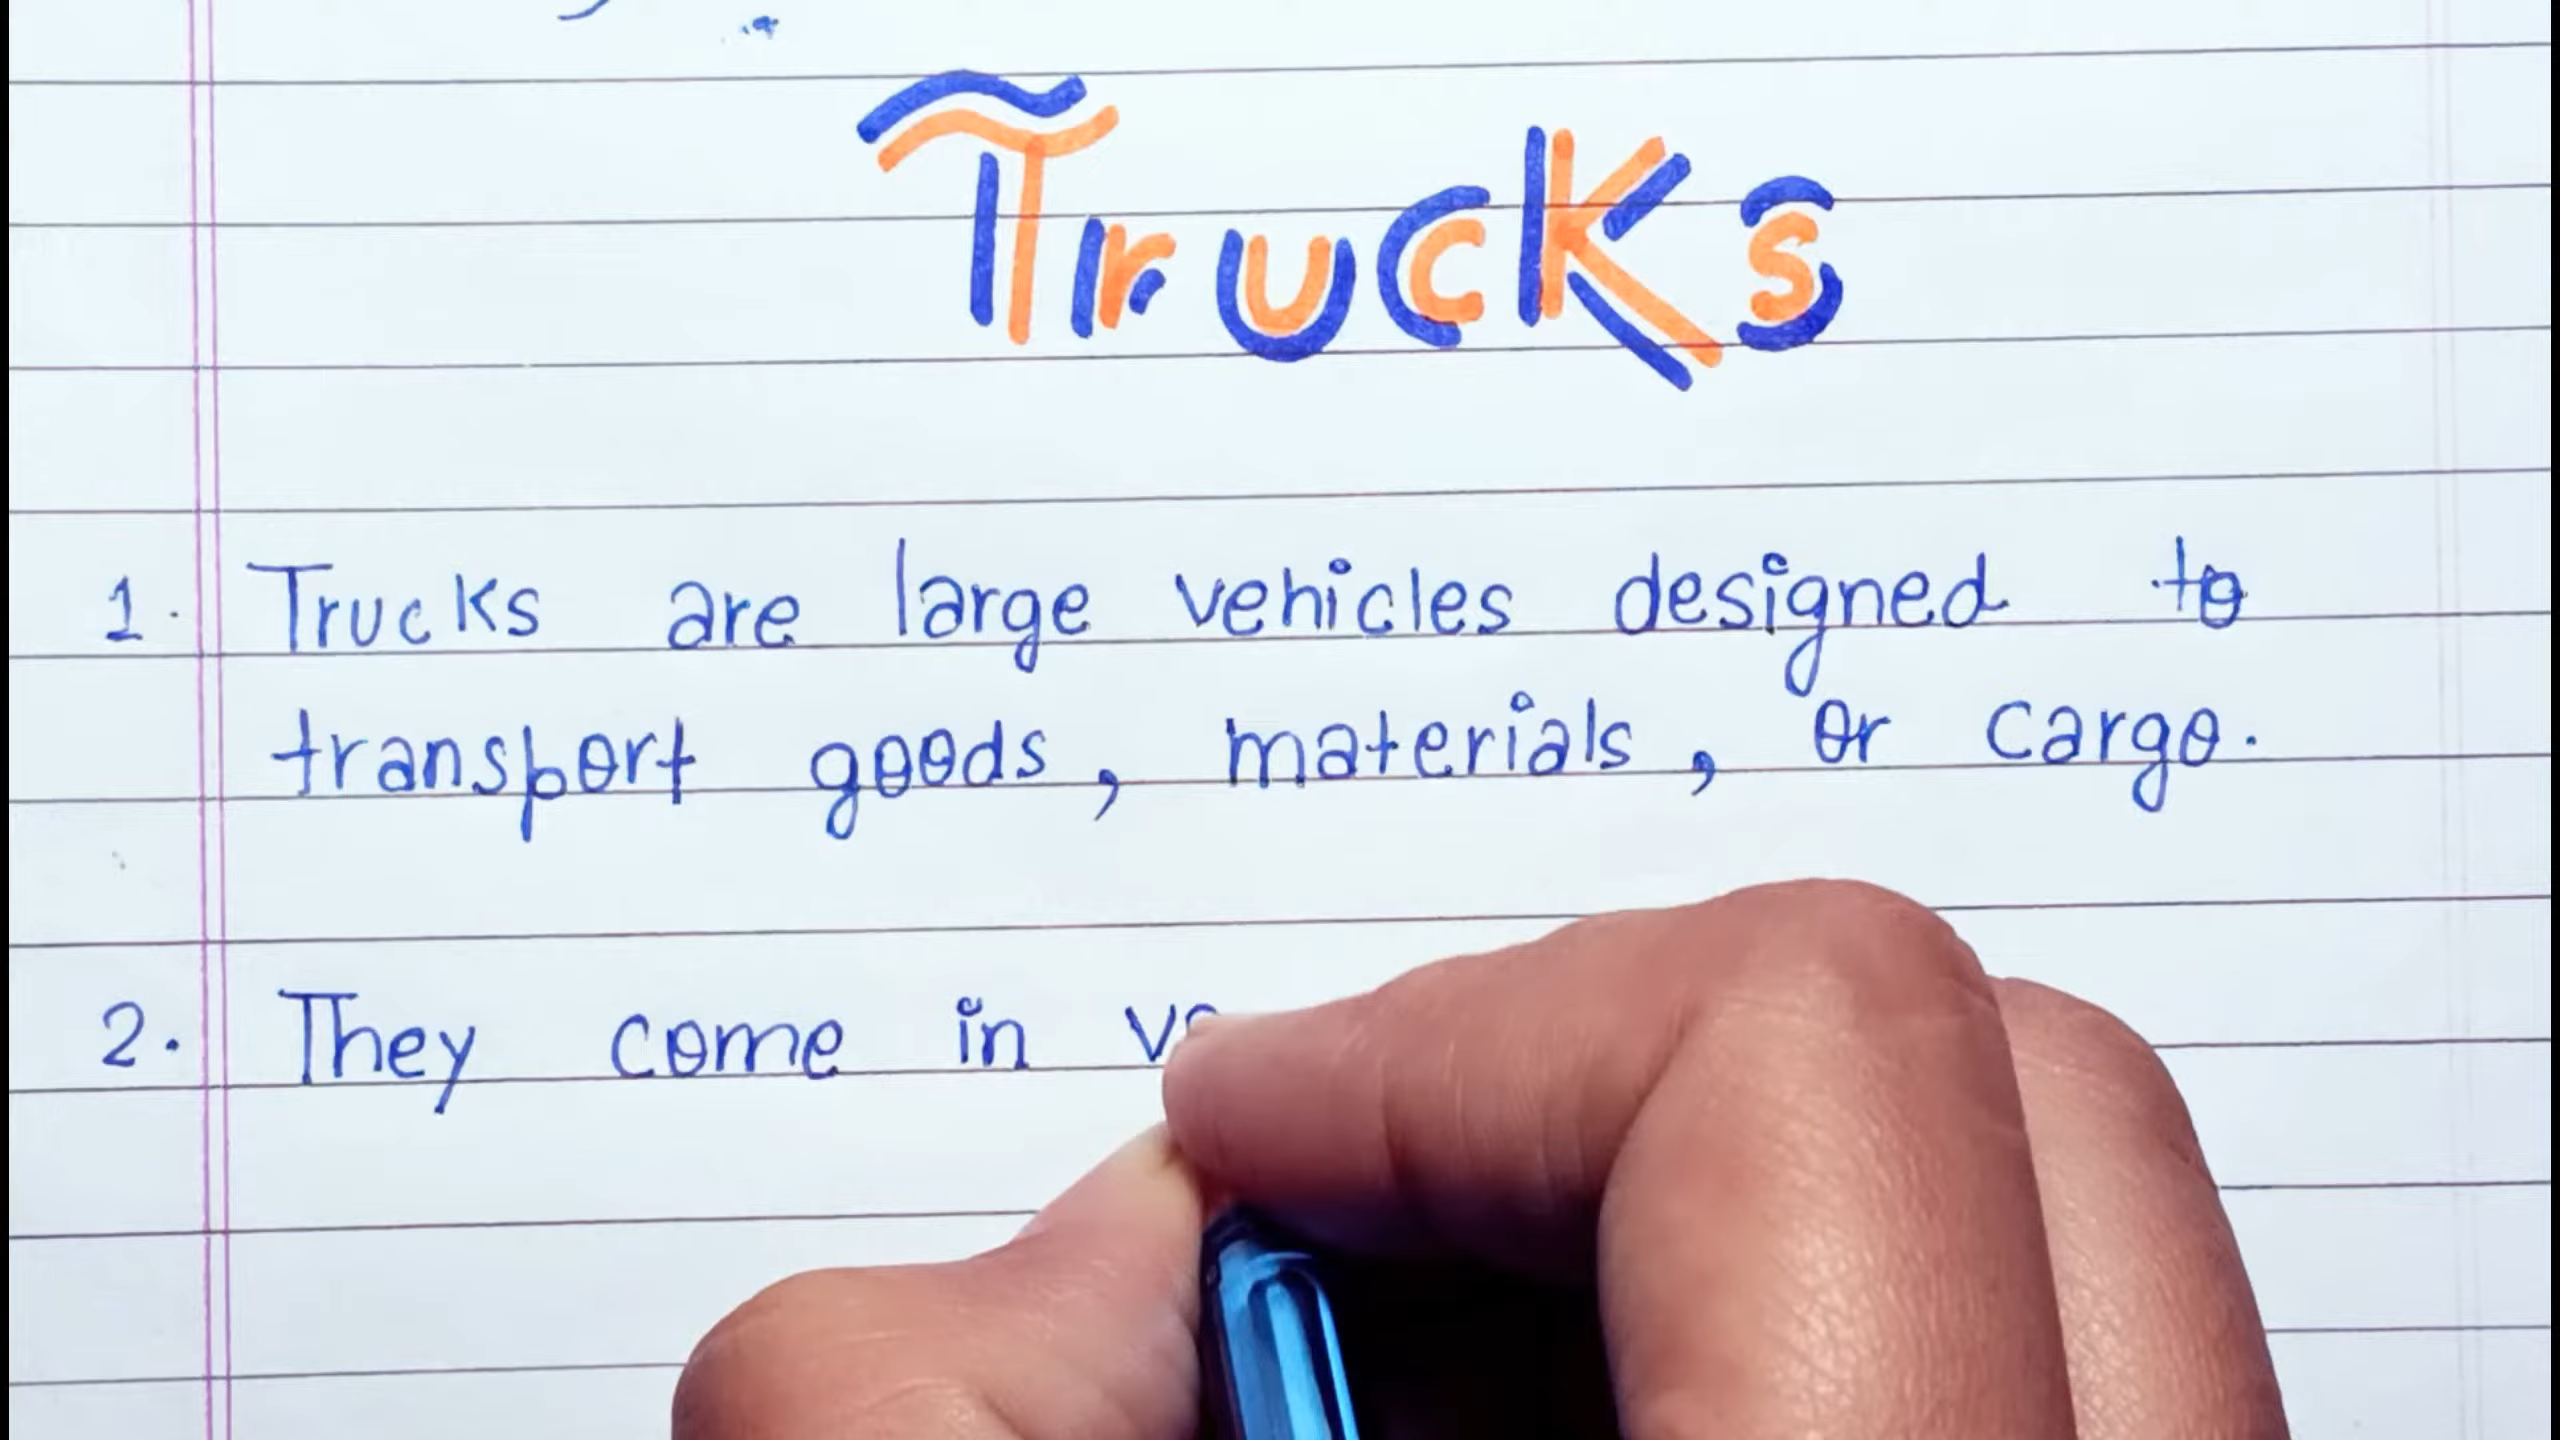 Trucks
1. Trucks are large vehicles designed to
transport goods, materials, or cargo.
2. They come in